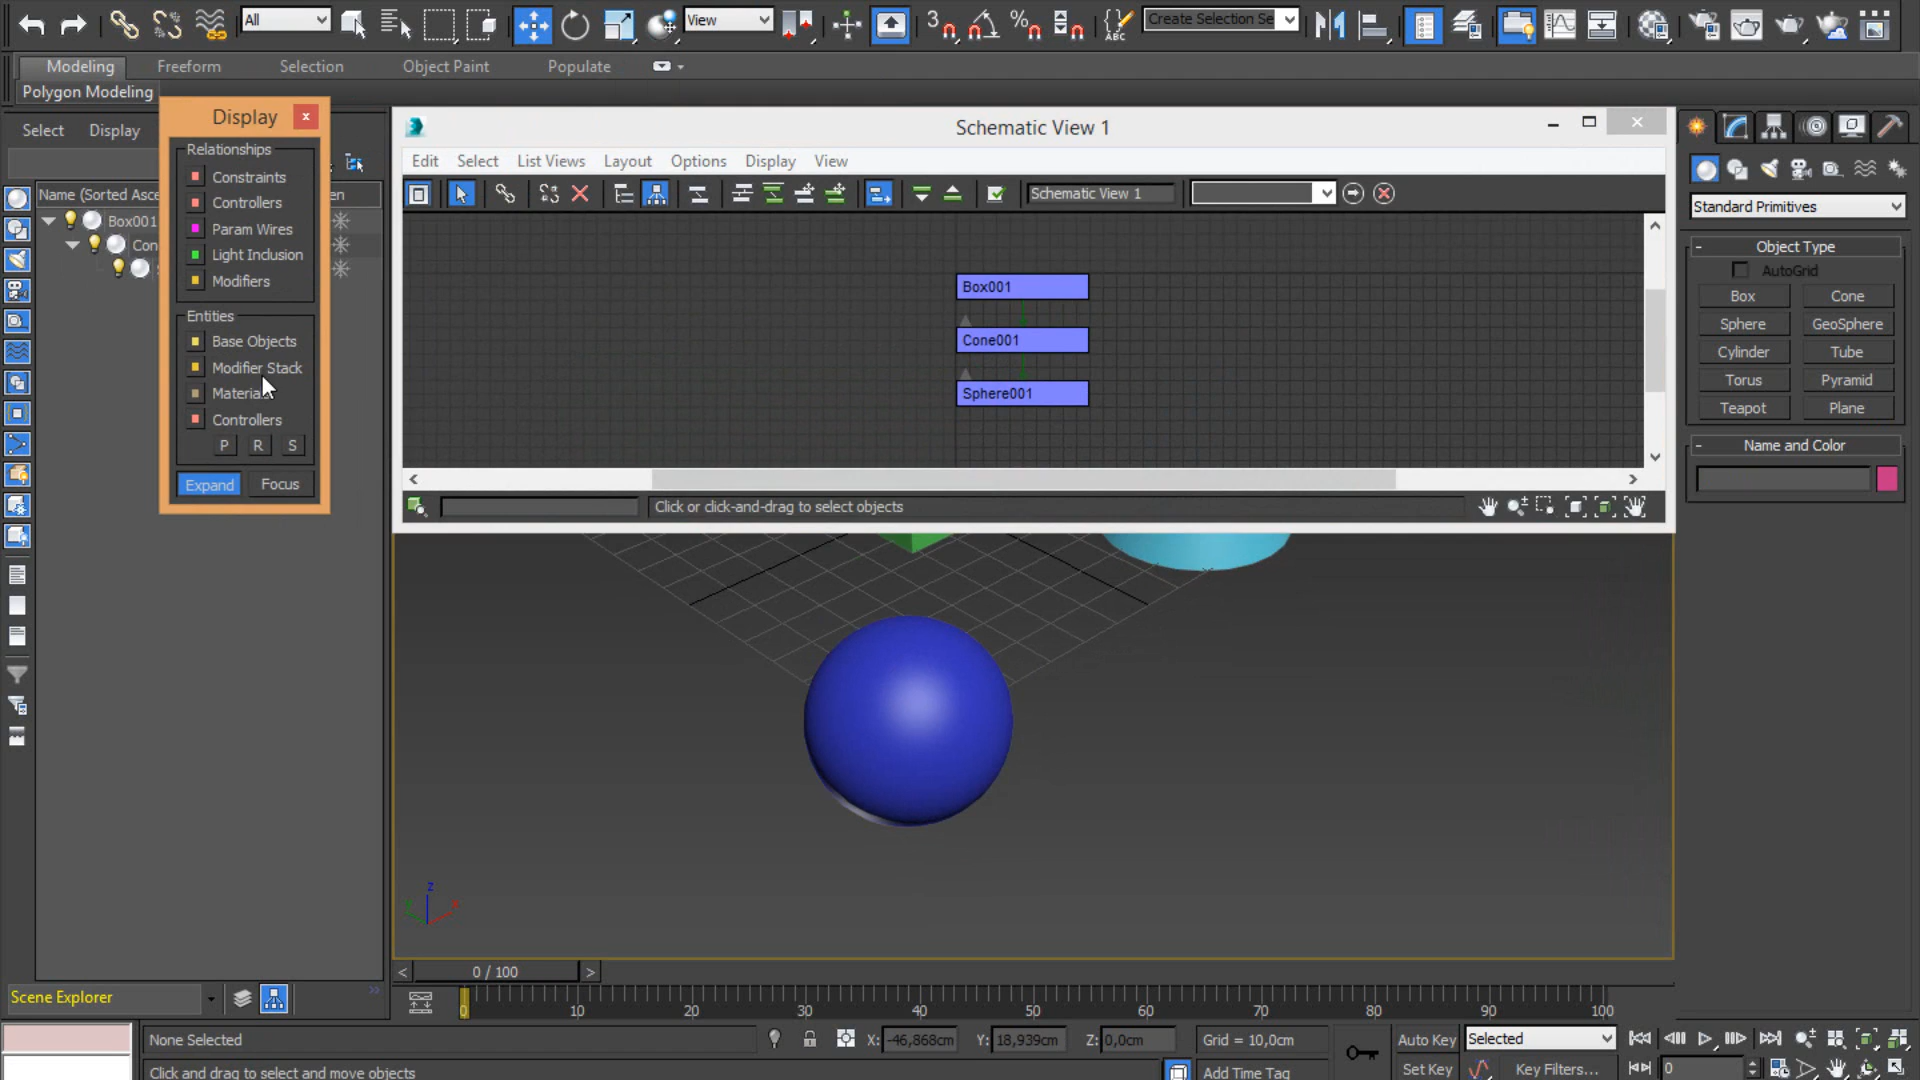 All
View
3
ABC
Create Selection Se
Modeling
Freeform
Selection
Object Paint
Populate
Polygon Modeling
Select
Display
Name (Sorted Asce
en
Box001
Con
Display
x
Relationships
Constraints
Controllers
Param Wires
Light Inclusion
Modifiers
Entities
Base Objects
Modifier Stack
Material
Controllers
P R S
Expand Focus
Schematic View 1
Edit Select List Views Layout Options Display View
Schematic View 1
Box001
Cone001
Sphere001
Click or click-and-drag to select objects
Standard Primitives
Object Type
AutoGrid
Box Cone
Sphere GeoSphere
Cylinder Tube
Torus Pyramid
Teapot Plane
Name and Color
z
x
< 0 / 100 >
Scene Explorer
0 10 20 30 40 50 60 70 80 90 100
None Selected
X: -46,868cm Y: 18,939cm Z: 0,0cm
Grid = 10,0cm
Auto Key
Selected
Click and drag to select and move objects
Add Time Tag
Set Key
Key Filters...
0